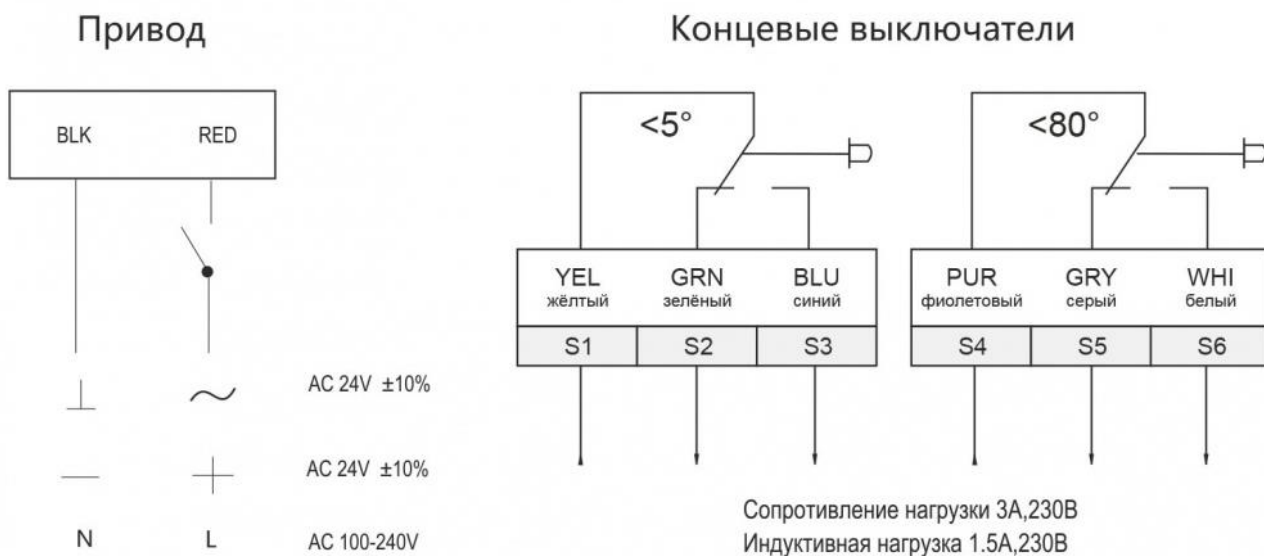 Привод
Концевые выключатели
BLK RED
<5°
<80°
YEL GRN BLU
жёлтый зелёный синий
S1 S2 S3
PUR GRY WHI
фиолетовый серый белый
S4 S5 S6
AC 24V ±10%
AC 24V ±10%
N L AC 100-240V
Сопротивление нагрузки 3А,230В
Индуктивная нагрузка 1.5А,230В